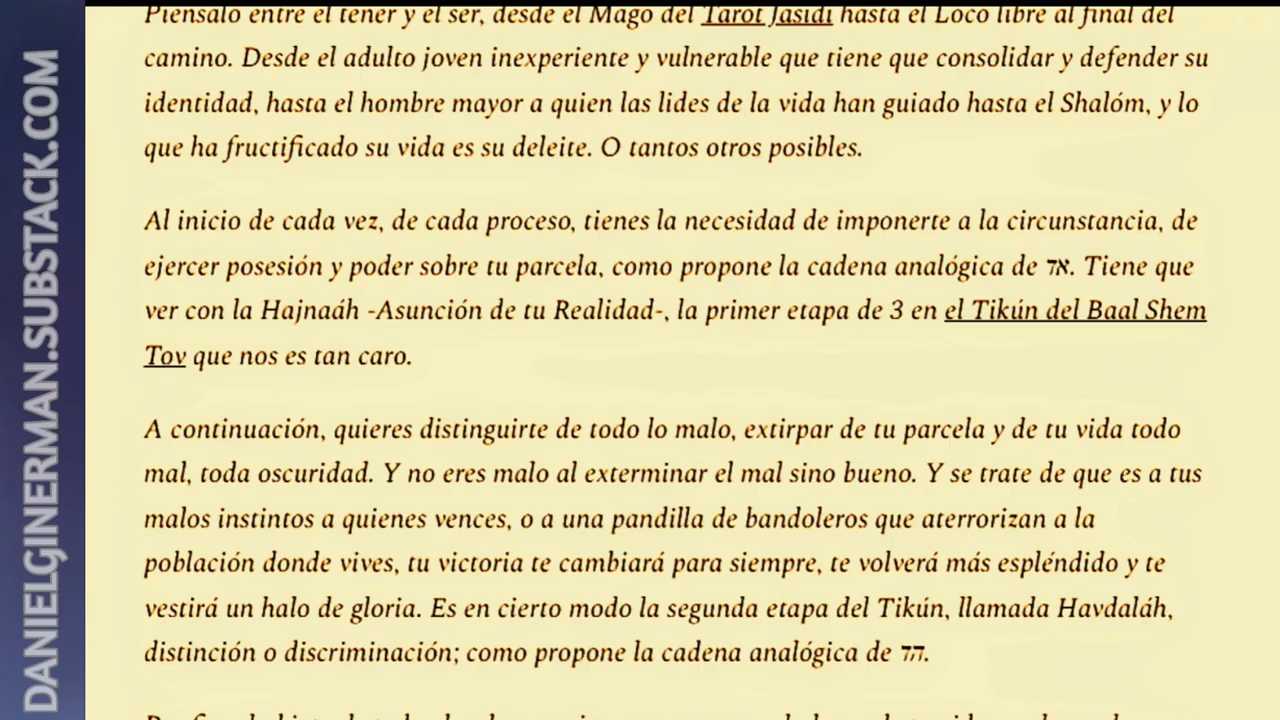 DANIELGINERMAN.SUBSTACK.COM
Piénsalo entre el tener y el ser, desde el Mago del Tarot Jasídi hasta el Loco libre al final del
camino. Desde el adulto joven inexperiente y vulnerable que tiene que consolidar y defender su
identidad, hasta el hombre mayor a quien las lides de la vida han guiado hasta el Shalóm, y lo
que ha fructificado su vida es su deleite. O tantos otros posibles.
Al inicio de cada vez, de cada proceso, tienes la necesidad de imponerte a la circunstancia, de
ejercer posesión y poder sobre tu parcela, como propone la cadena analógica de אד. Tiene que
ver con la Hajnaáh -Asunción de tu Realidad-, la primer etapa de 3 en el Tikún del Baal Shem
Tov que nos es tan caro.
A continuación, quieres distinguirte de todo lo malo, extirpar de tu parcela y de tu vida todo
mal, toda oscuridad. Y no eres malo al exterminar el mal sino bueno. Y se trate de que es a tus
malos instintos a quienes vences, o a una pandilla de bandoleros que aterrorizan a la
población donde vives, tu victoria te cambiará para siempre, te volverá más espléndido y te
vestirá un halo de gloria. Es en cierto modo la segunda etapa del Tikún, llamada Havdaláh,
distinción o discriminación; como propone la cadena analógica de הד.